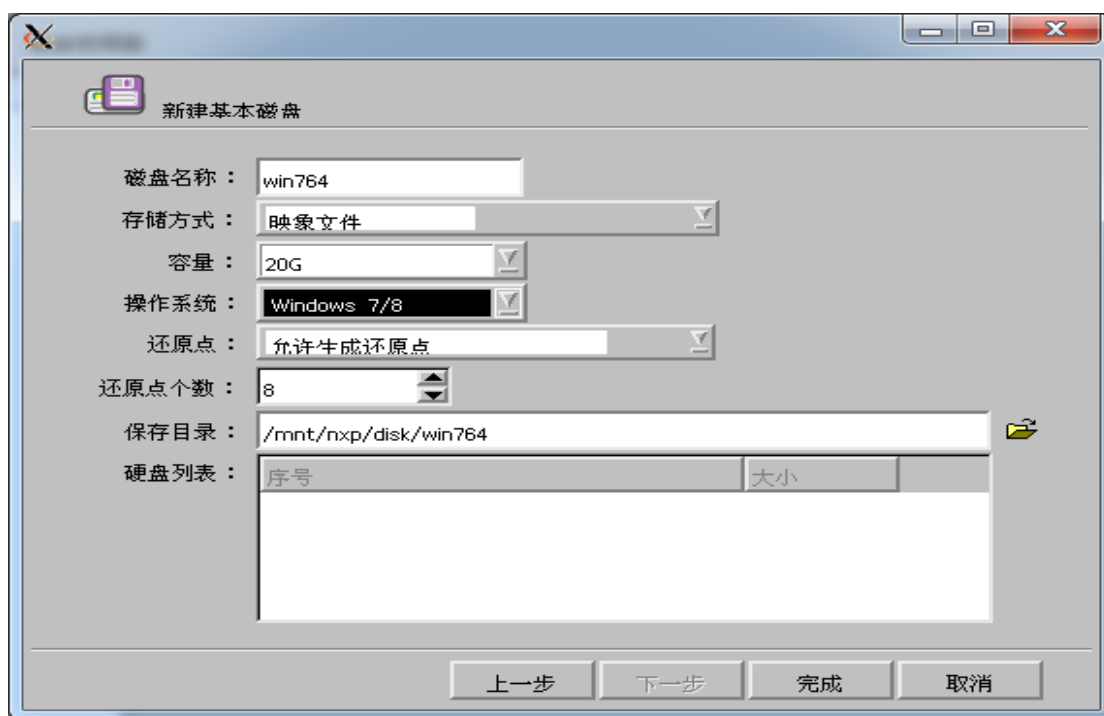 新建基本磁盘
磁盘名称： win764
存储方式： 映象文件
容量： 20G
操作系统： Windows 7/8
还原点： 允许生成还原点
还原点个数： 8
保存目录： /mnt/nxp/disk/win764
硬盘列表： 序号 大小
上一步 下一步 完成 取消